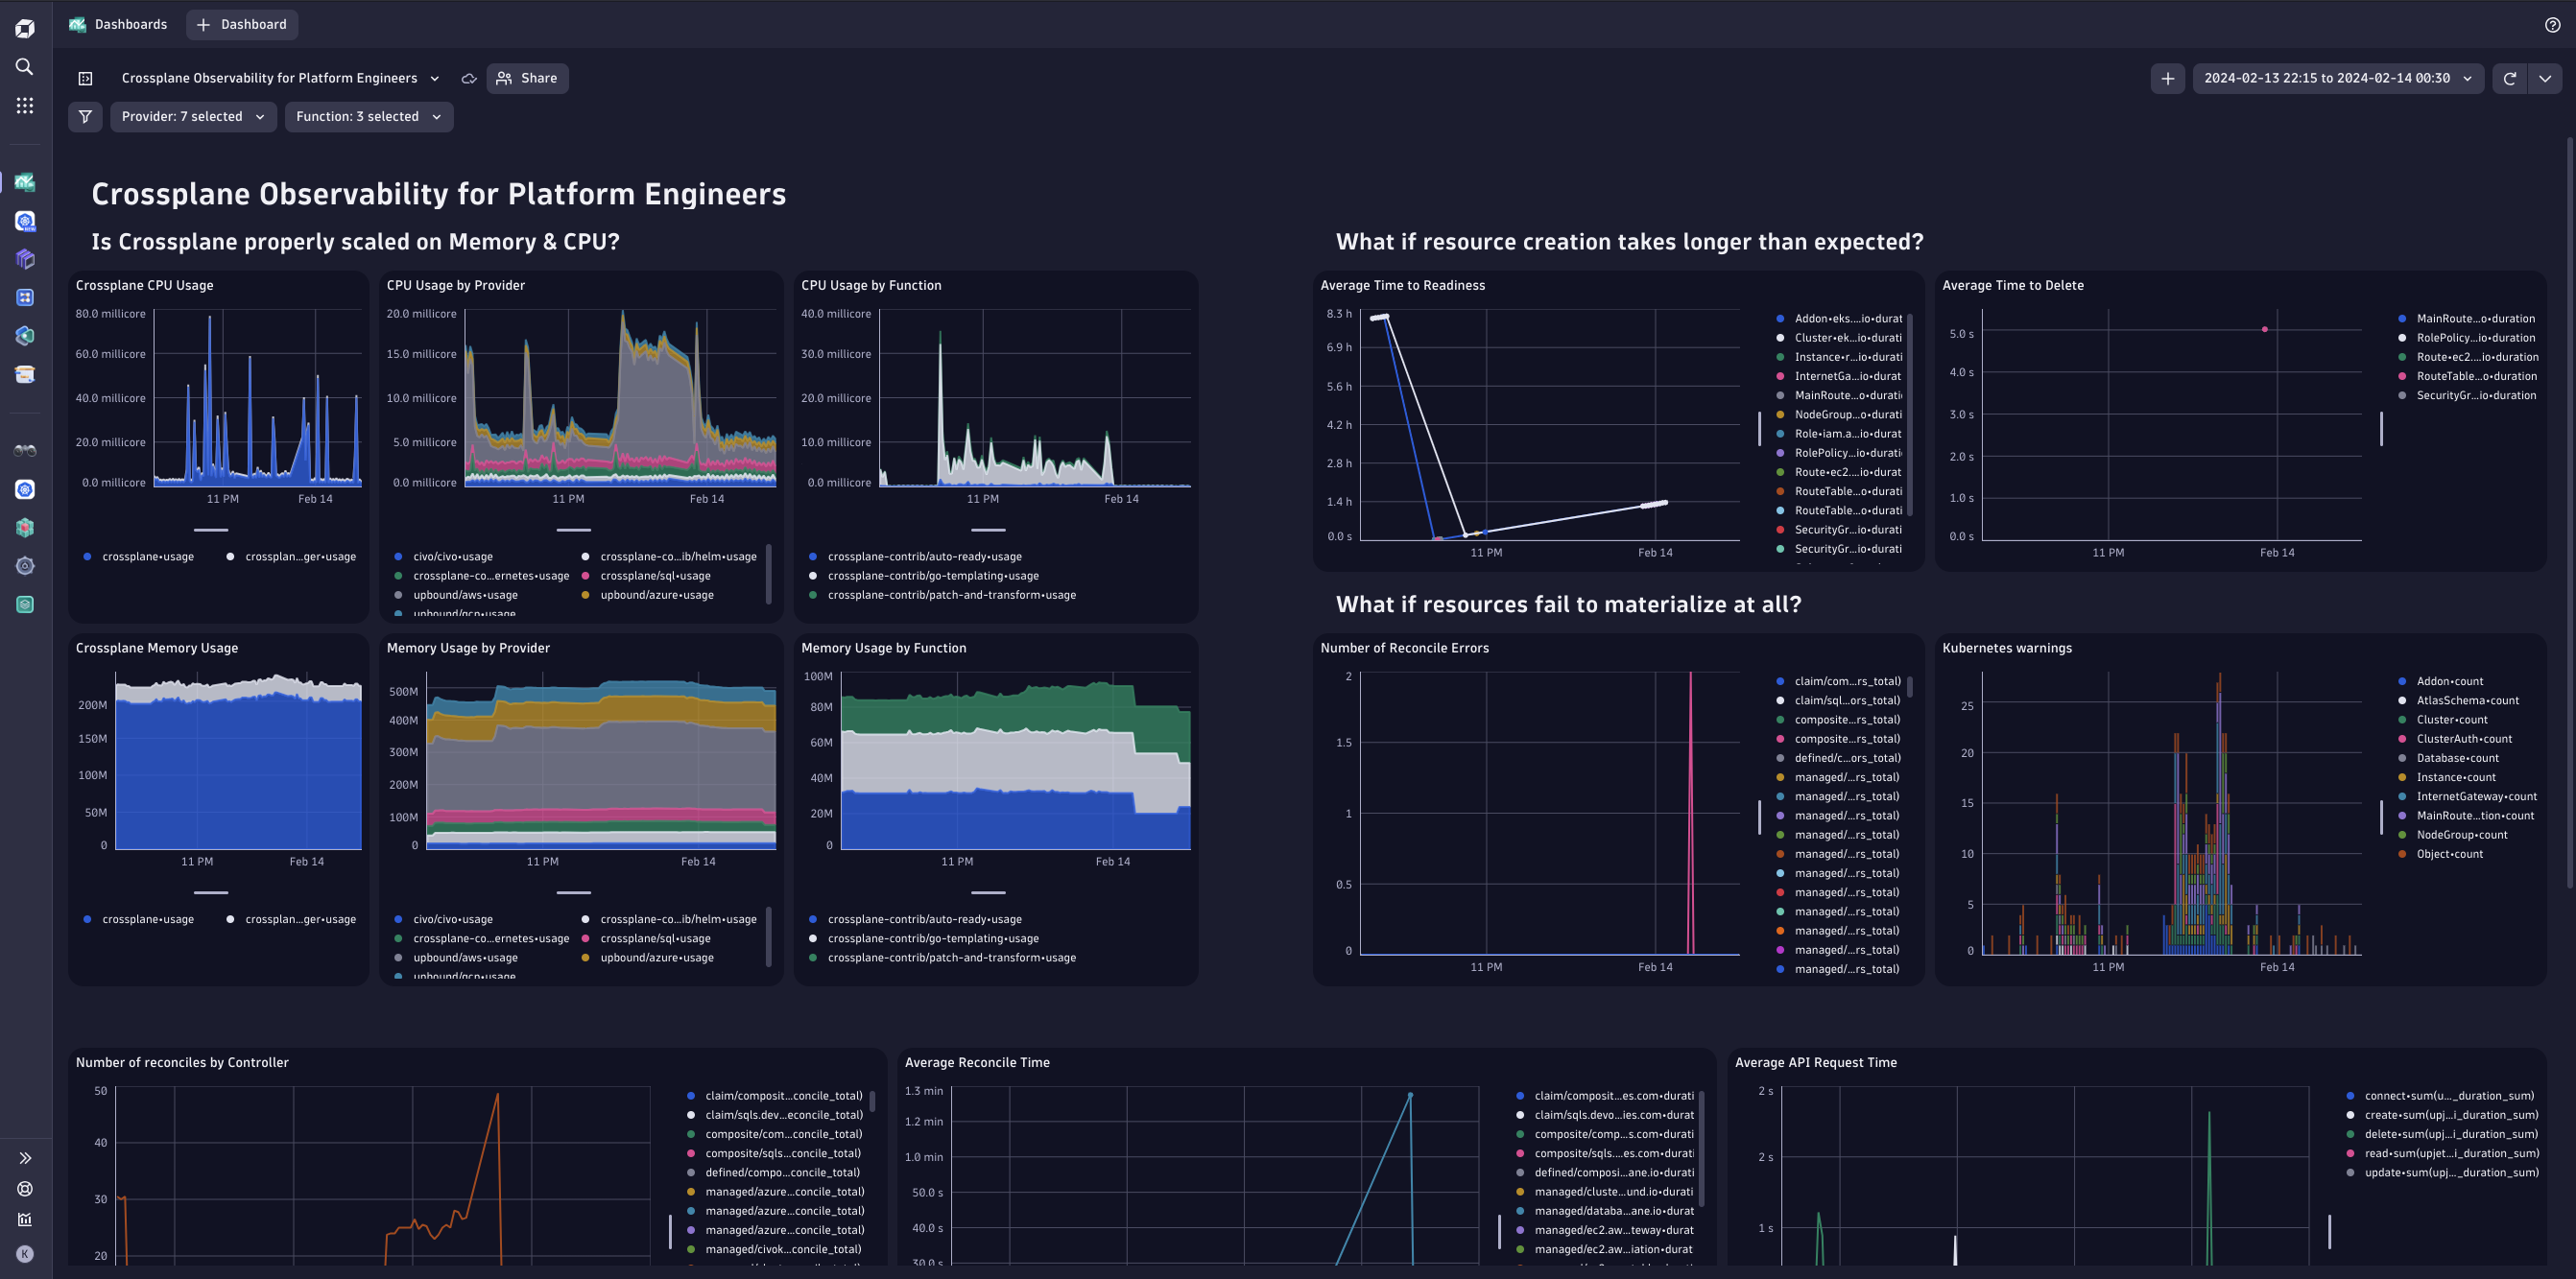 Dashboards
Dashboard
Crossplane Observability for Platform Engineers
Share
2024-02-13 22:15 to 2024-02-14 00:30
Provider: 7 selected
Function: 3 selected
Crossplane Observability for Platform Engineers
Is Crossplane properly scaled on Memory & CPU?
Crossplane CPU Usage
80.0 millicore
60.0 millicore
40.0 millicore
20.0 millicore
0.0 millicore
11 PM
Feb 14
crossplane•usage
crossplan...ger•usage
CPU Usage by Provider
20.0 millicore
15.0 millicore
10.0 millicore
5.0 millicore
0.0 millicore
11 PM
Feb 14
civo/civo•usage
crossplane-co...ib/helm•usage
crossplane-co...ernetes•usage
crossplane/sql•usage
upbound/aws•usage
upbound/azure•usage
upbound/gcp•usage
CPU Usage by Function
40.0 millicore
30.0 millicore
20.0 millicore
10.0 millicore
0.0 millicore
11 PM
Feb 14
crossplane-contrib/auto-ready•usage
crossplane-contrib/go-templating•usage
crossplane-contrib/patch-and-transform•usage
Crossplane Memory Usage
200M
150M
100M
50M
0
11 PM
Feb 14
crossplane•usage
crossplan...ger•usage
Memory Usage by Provider
500M
400M
300M
200M
100M
0
11 PM
Feb 14
civo/civo•usage
crossplane-co...ib/helm•usage
crossplane-co...ernetes•usage
crossplane/sql•usage
upbound/aws•usage
upbound/azure•usage
upbound/gcp•usage
Memory Usage by Function
100M
80M
60M
40M
20M
0
11 PM
Feb 14
crossplane-contrib/auto-ready•usage
crossplane-contrib/go-templating•usage
crossplane-contrib/patch-and-transform•usage
What if resource creation takes longer than expected?
Average Time to Readiness
8.3 h
6.9 h
5.6 h
4.2 h
2.8 h
1.4 h
0.0 s
11 PM
Feb 14
Addon•eks....io•durat
Cluster•ek...io•durati
Instance•r...io•durati
InternetGa...io•durat
MainRoute...o•durati
NodeGroup...o•durati
Role•iam.a...io•durat
RolePolicy...io•durati
Route•ec2....io•durat
RouteTable...o•durati
RouteTable...o•durati
SecurityGr...io•durati
SecurityGr...io•durati
Average Time to Delete
5.0 s
4.0 s
3.0 s
2.0 s
1.0 s
0.0 s
11 PM
Feb 14
MainRoute...o•duration
RolePolicy...io•duration
Route•ec2....io•duration
RouteTable...o•duration
SecurityGr...io•duration
What if resources fail to materialize at all?
Number of Reconcile Errors
2
1.5
1
0.5
0
11 PM
Feb 14
claim/com...rs_total)
claim/sql...ors_total)
composite...rs_total)
composite...rs_total)
defined/c...ors_total)
managed/...rs_total)
managed/...rs_total)
managed/...rs_total)
managed/...rs_total)
managed/...rs_total)
managed/...rs_total)
managed/...rs_total)
managed/...rs_total)
managed/...rs_total)
managed/...rs_total)
managed/...rs_total)
Kubernetes warnings
25
20
15
10
5
0
11 PM
Feb 14
Addon•count
AtlasSchema•count
Cluster•count
ClusterAuth•count
Database•count
Instance•count
InternetGateway•count
MainRoute...tion•count
NodeGroup•count
Object•count
Number of reconciles by Controller
50
40
30
20
claim/composit...concile_total)
claim/sqls.dev...econcile_total)
composite/com...concile_total)
composite/sqls...concile_total)
defined/compo...concile_total)
managed/azure...concile_total)
managed/azure...concile_total)
managed/azure...concile_total)
managed/civok...concile_total)
Average Reconcile Time
1.3 min
1.2 min
1.0 min
50.0 s
40.0 s
30.0 s
claim/composit...es.com•durati
claim/sqls.devo...ies.com•durat
composite/comp...s.com•durati
composite/sqls....es.com•durati
defined/composi...ane.io•durati
managed/cluste...und.io•durati
managed/databa...ane.io•durat
managed/ec2.aw...teway•durat
managed/ec2.aw...iation•durat
Average API Request Time
2 s
2 s
1 s
connect•sum(u..._duration_sum)
create•sum(upj...i_duration_sum)
delete•sum(upj...i_duration_sum)
read•sum(upjet...i_duration_sum)
update•sum(upj..._duration_sum)
K